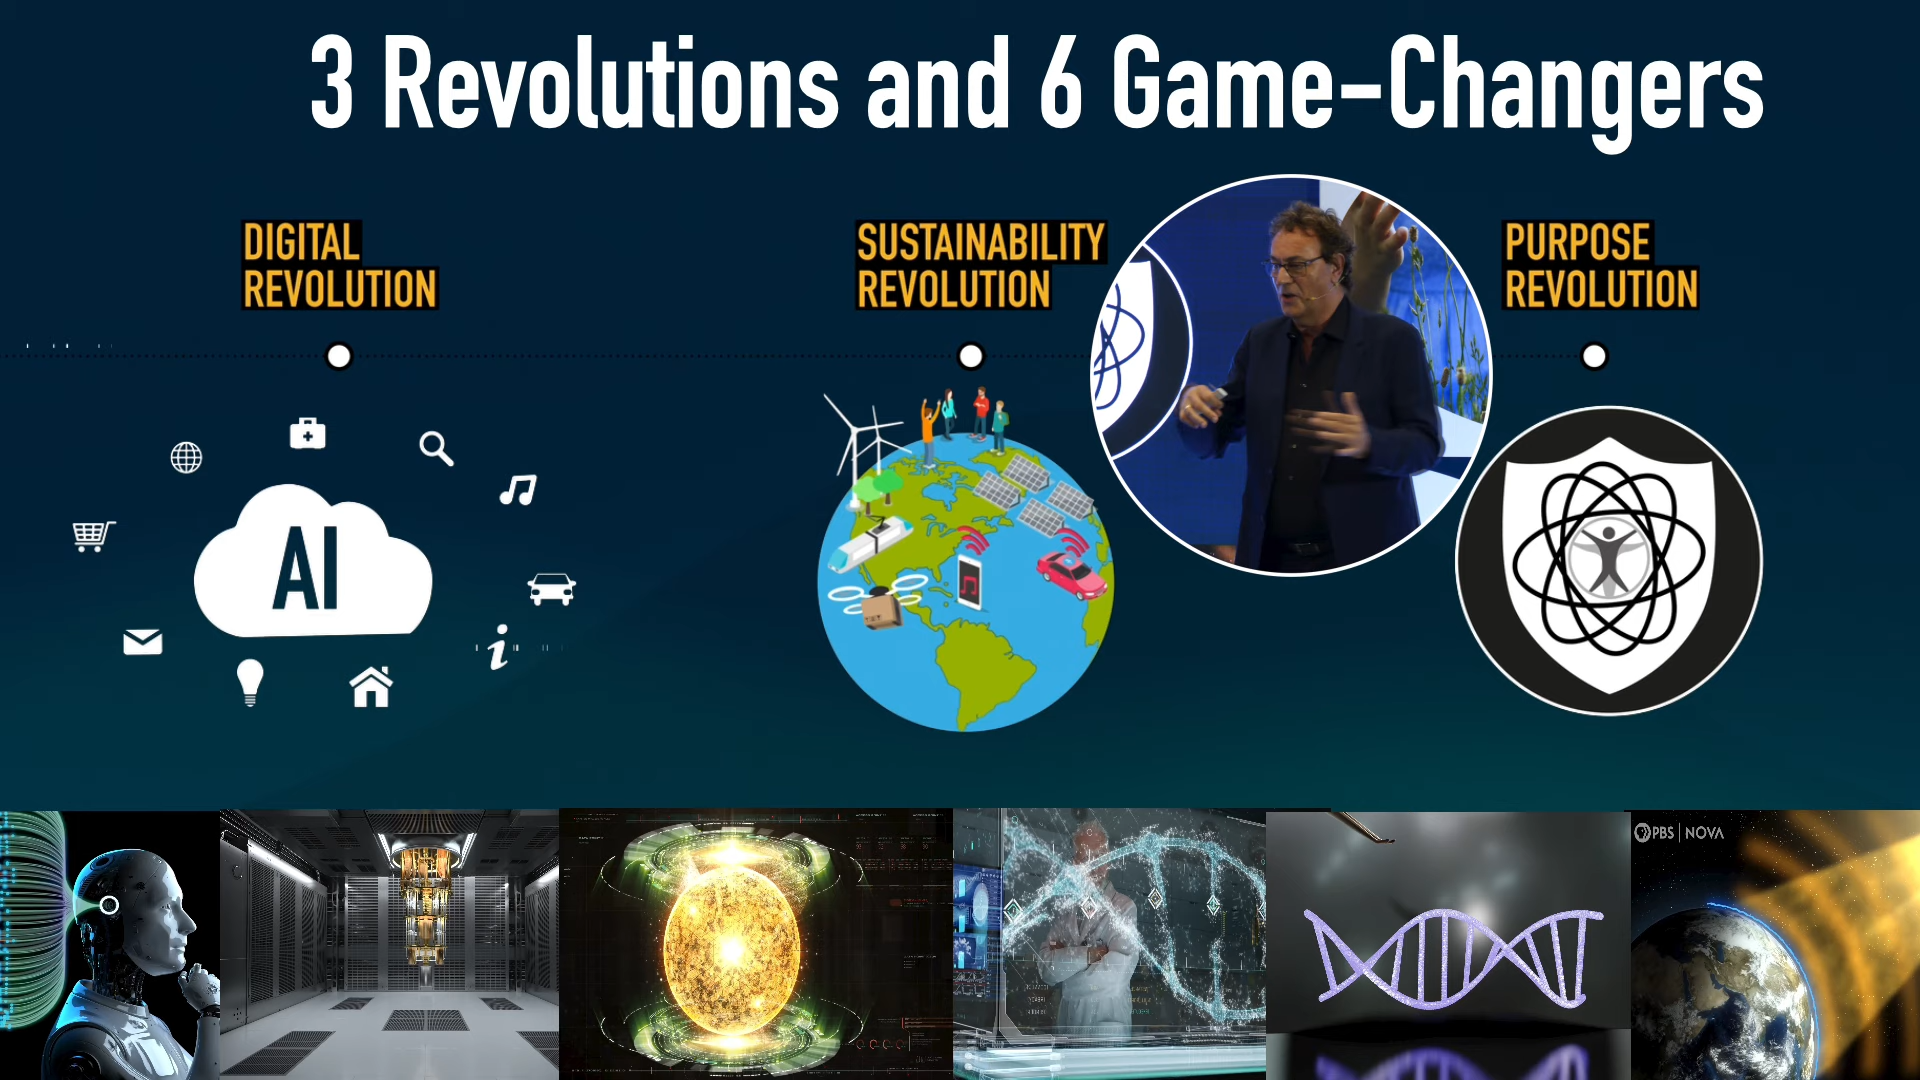 3 Revolutions and 6 Game-Changers
DIGITAL
REVOLUTION
SUSTAINABILITY
REVOLUTION
PURPOSE
REVOLUTION
AI
PBS | NOVA